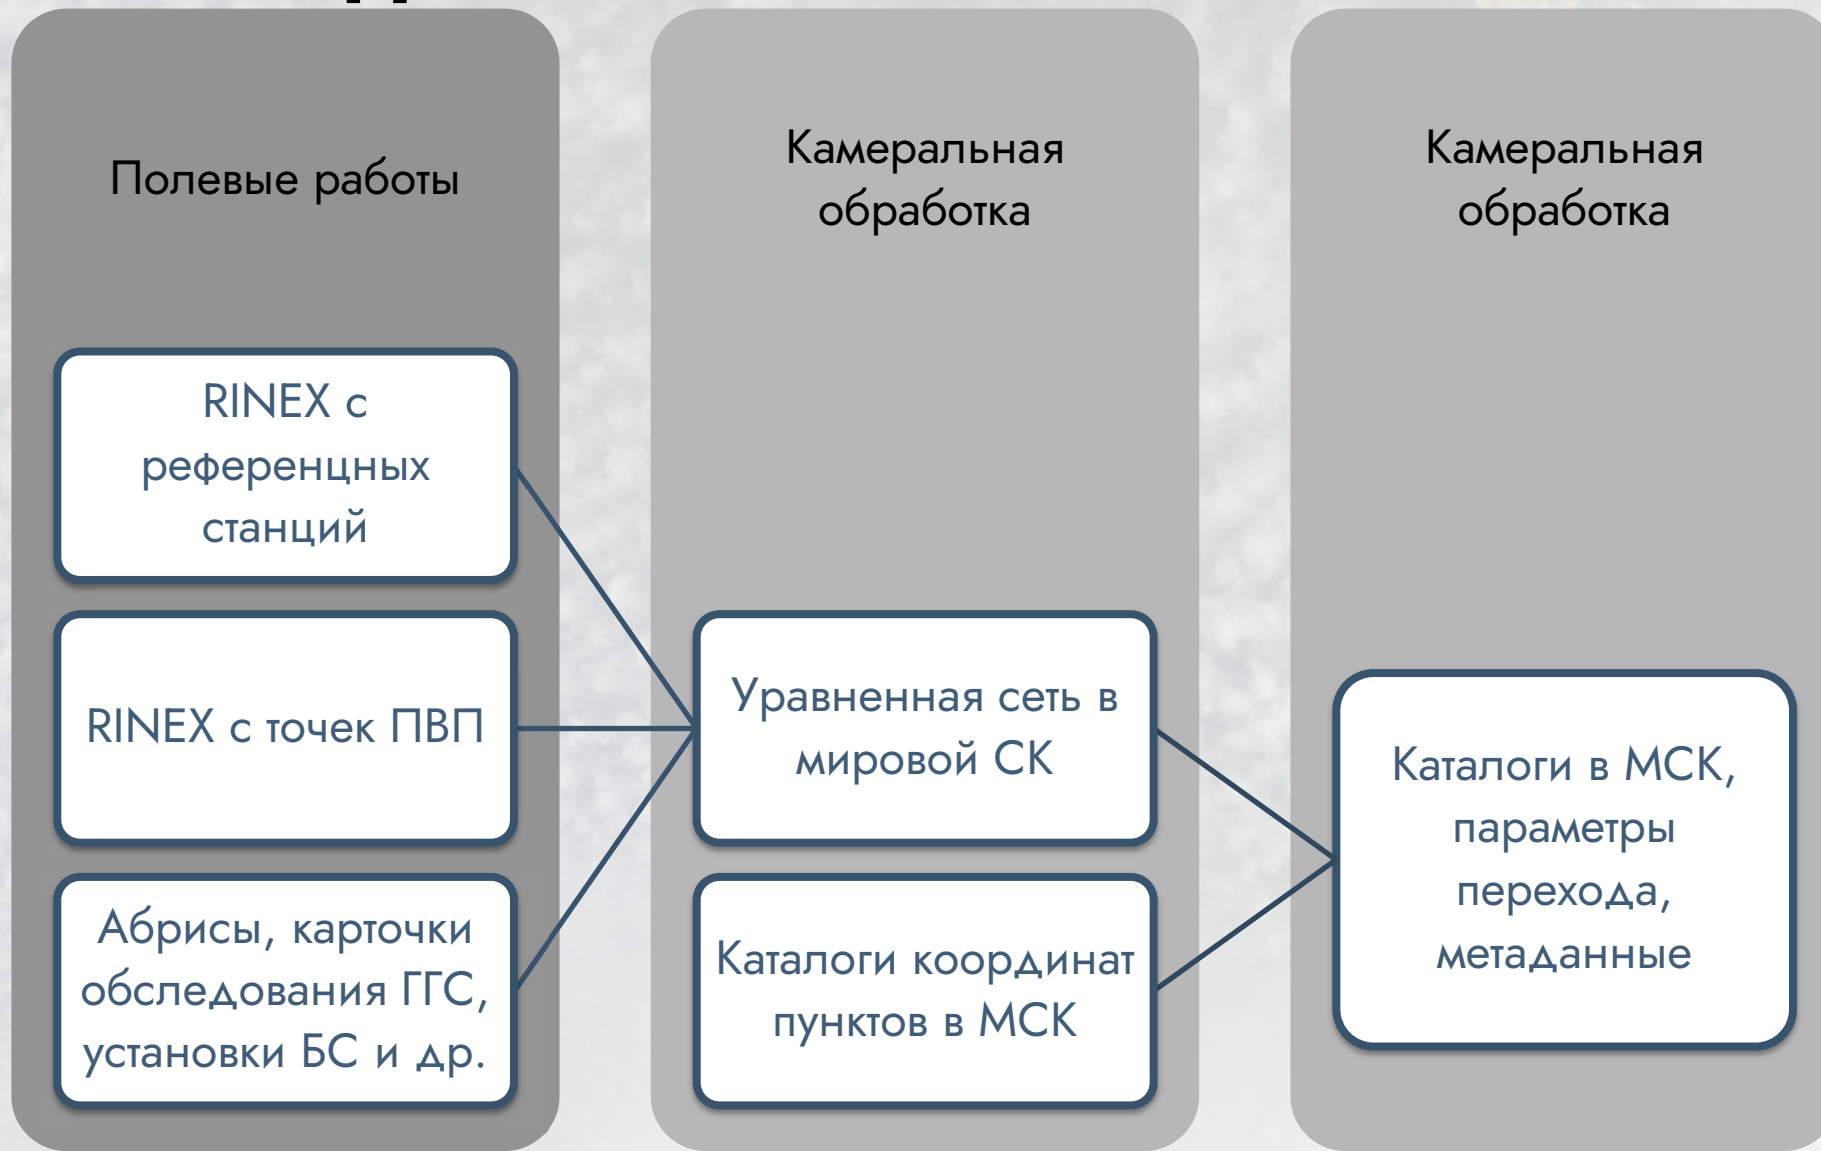 Полевые работы
Камеральная
обработка
Камеральная
обработка
RINEX с
референцных
станций
RINEX с точек ПВП
Абрисы, карточки
обследования ГГС,
установки БС и др.
Уравненная сеть в
мировой СК
Каталоги координат
пунктов в МСК
Каталоги в МСК,
параметры
перехода,
метаданные